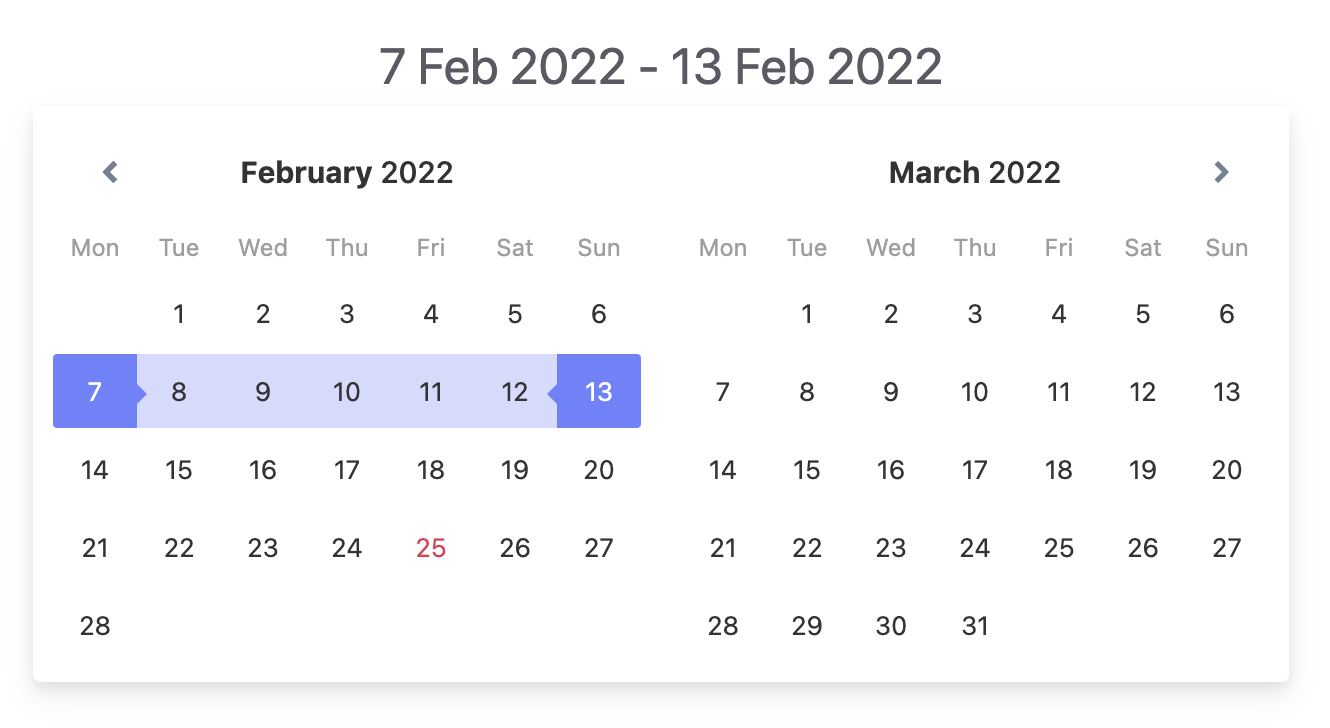 7 Feb 2022 - 13 Feb 2022
February 2022
Mon Tue Wed Thu Fri Sat Sun
1 2 3 4 5 6
7 8 9 10 11 12 13
14 15 16 17 18 19 20
21 22 23 24 25 26 27
28
March 2022
Mon Tue Wed Thu Fri Sat Sun
1 2 3 4 5 6
7 8 9 10 11 12 13
14 15 16 17 18 19 20
21 22 23 24 25 26 27
28 29 30 31